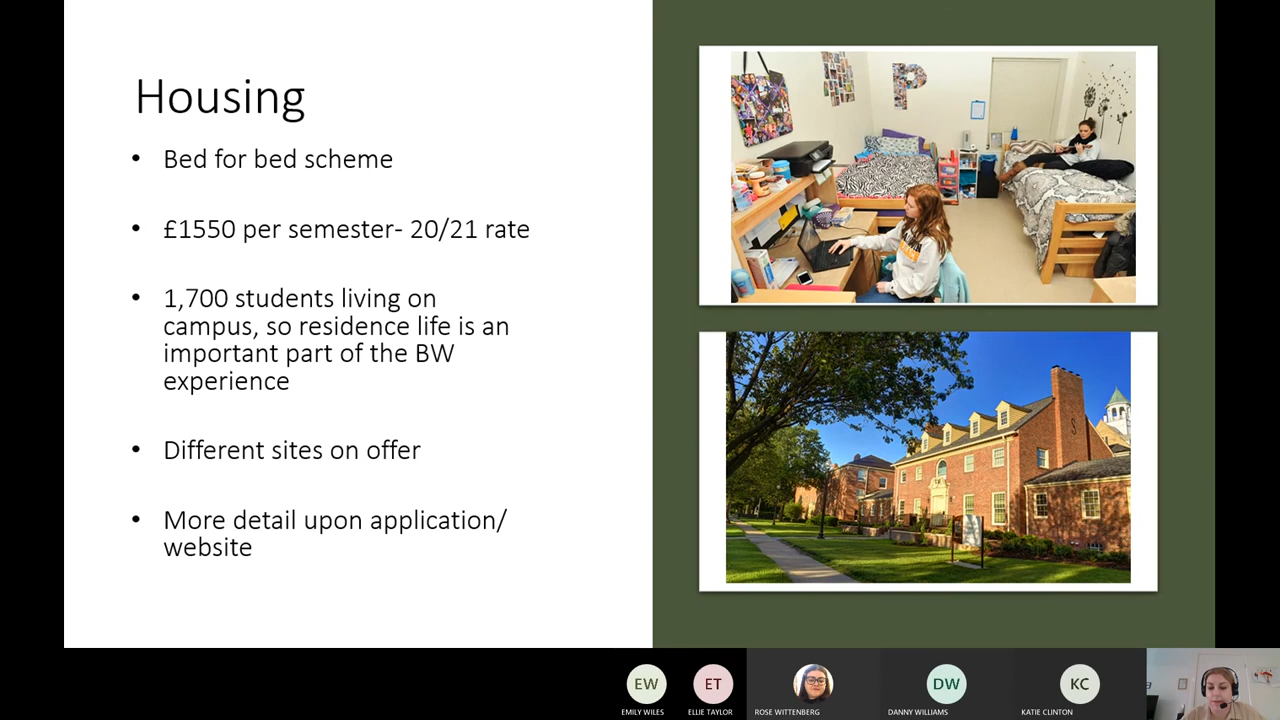 Housing
• Bed for bed scheme
• £1550 per semester- 20/21 rate
• 1,700 students living on
campus, so residence life is an
important part of the BW
experience
• Different sites on offer
• More detail upon application/
website
P
S
EW
ET
DW
KC
EMILY WILES
ELLIE TAYLOR
ROSE WITTENBERG
DANNY WILLIAMS
KATIE CLINTON